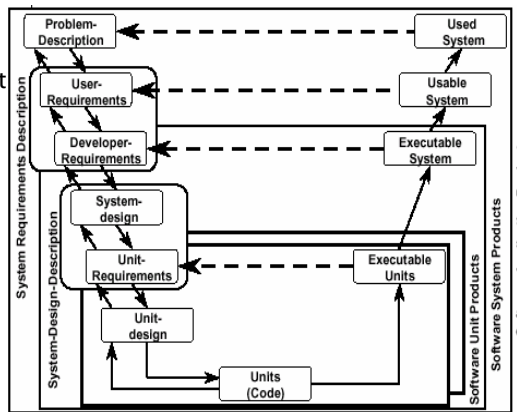 Problem-
Description
Used
System
t
User-
Requirements
Usable
System
Developer-
Requirements
Executable
System
System-
design
Unit-
Requirements
Executable
Units
Unit-
design
Units
(Code)
System Requirements Description
System-Design-Description
Software Unit Products
Software System Products